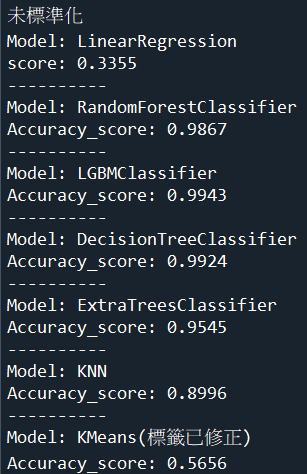 未標準化
Model: LinearRegression
score: 0.3355
----------
Model: RandomForestClassifier
Accuracy_score: 0.9867
----------
Model: LGBMClassifier
Accuracy_score: 0.9943
----------
Model: DecisionTreeClassifier
Accuracy_score: 0.9924
----------
Model: ExtraTreesClassifier
Accuracy_score: 0.9545
----------
Model: KNN
Accuracy_score: 0.8996
----------
Model: KMeans(標籤已修正)
Accuracy_score: 0.5656